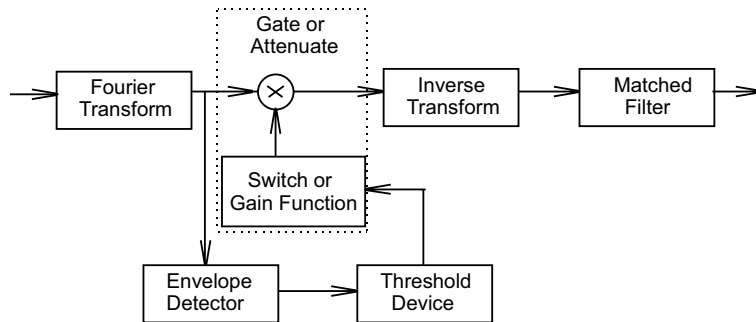 Gate or
Attenuate
Fourier
Transform
Inverse
Transform
Matched
Filter
Switch or
Gain Function
Envelope
Detector
Threshold
Device